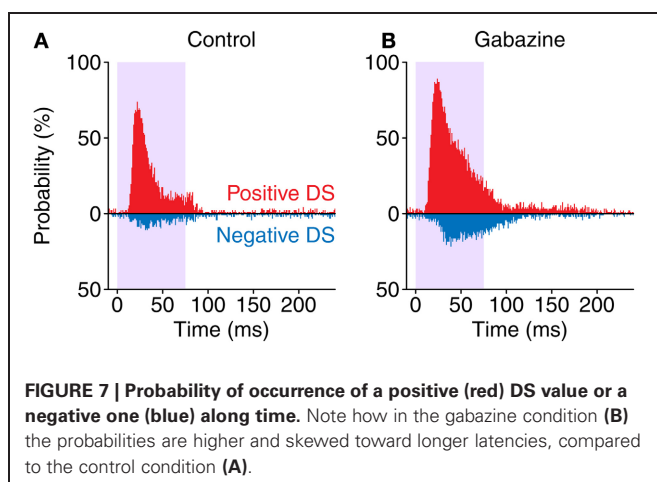 A Control
B Gabazine
Probability (%)
100
50
0
50
Positive DS
Negative DS
0 50 100 150 200
Time (ms)
100
50
0
50
0 50 100 150 200
Time (ms)
FIGURE 7 | Probability of occurrence of a positive (red) DS value or a
negative one (blue) along time. Note how in the gabazine condition (B)
the probabilities are higher and skewed toward longer latencies, compared
to the control condition (A).